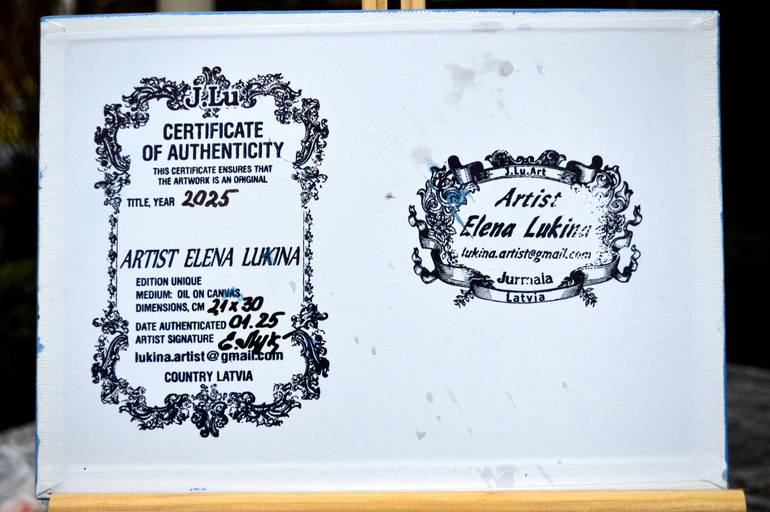 J.Lu
CERTIFICATE
OF AUTHENTICITY
THIS CERTIFICATE ENSURES THAT
THE ARTWORK IS AN ORIGINAL
TITLE, YEAR 2025
ARTIST ELENA LUKINA
EDITION UNIQUE
MEDIUM: OIL ON CANVAS
DIMENSIONS, CM 21x30
DATE AUTHENTICATED 01.25
ARTIST SIGNATURE
lukina.artist@gmail.com
COUNTRY LATVIA
J.Lu.Art
Artist
Elena Lukina
lukina.artist@gmail.com
Jurmala
Latvia